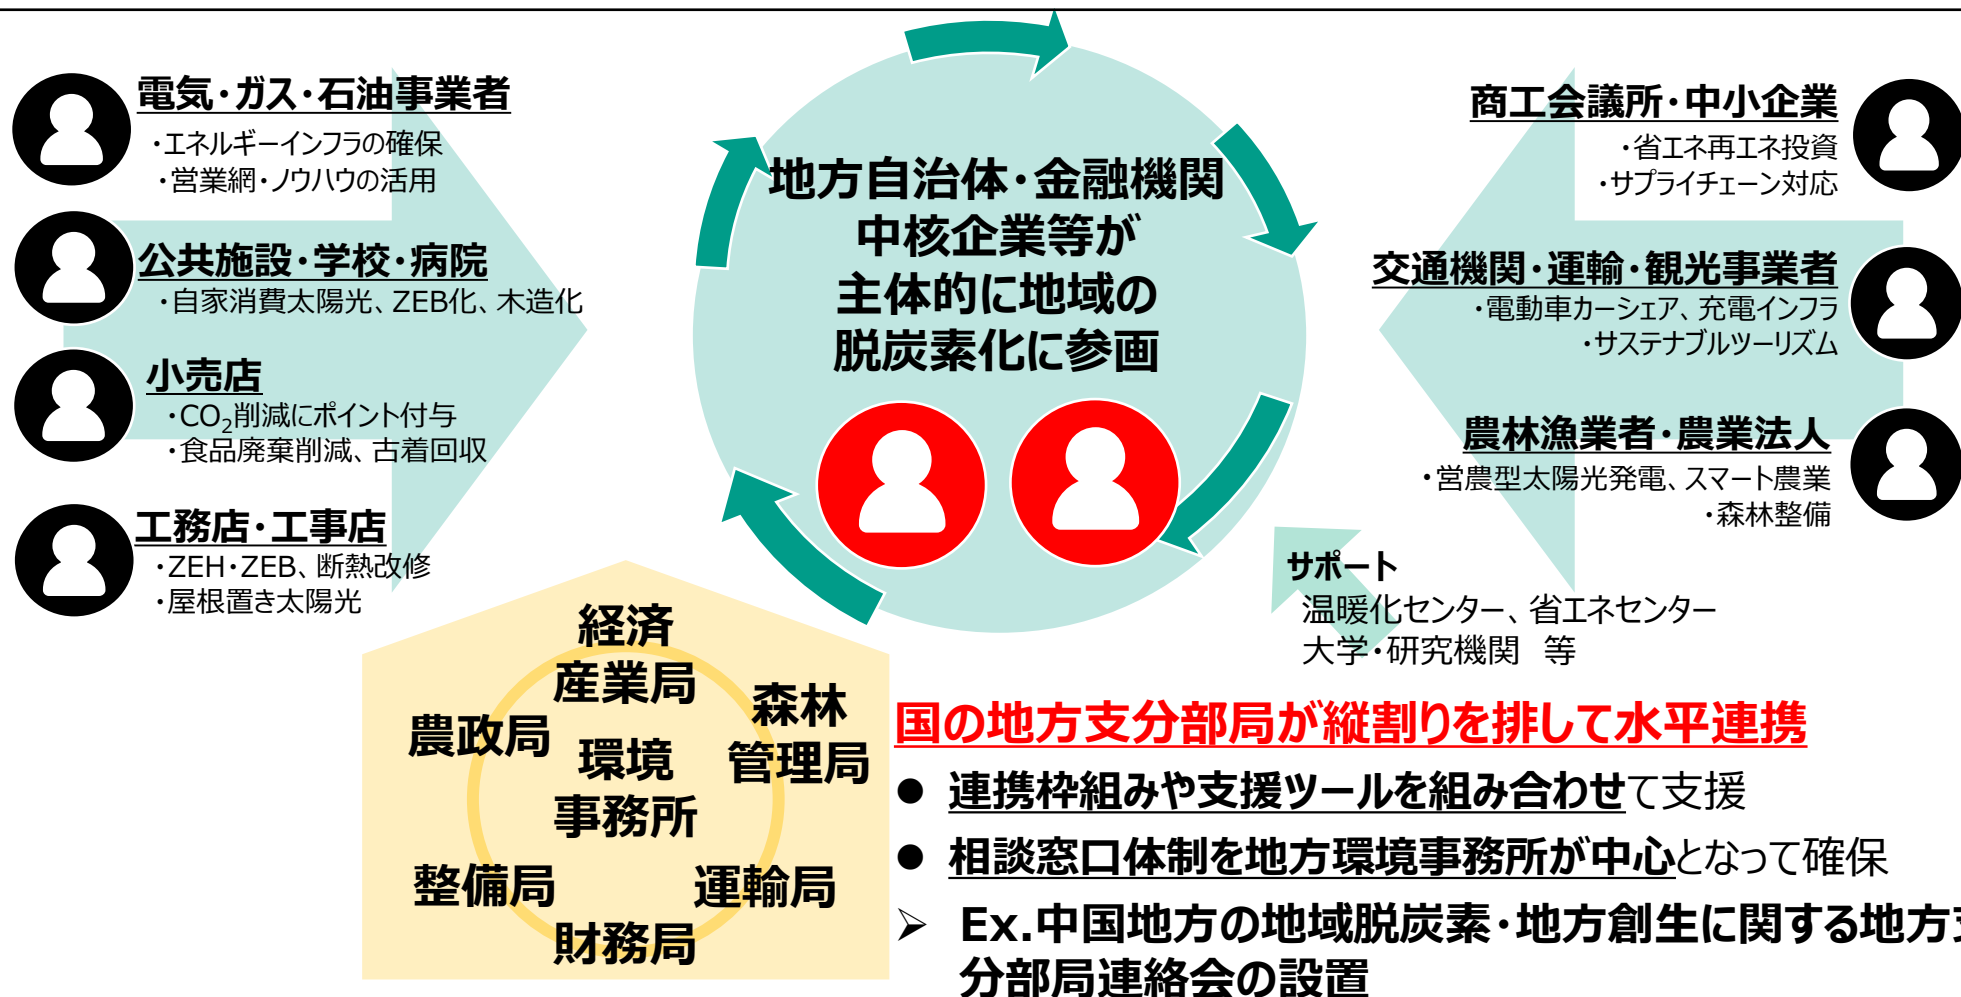 電気・ガス・石油事業者
・エネルギーインフラの確保
・営業網・ノウハウの活用
公共施設・学校・病院
・自家消費太陽光、ZEB化、木造化
小売店
・CO₂削減にポイント付与
・食品廃棄削減、古着回収
工務店・工事店
・ZEH・ZEB、断熱改修
・屋根置き太陽光
地方自治体・金融機関
中核企業等が
主体的に地域の
脱炭素化に参画
商工会議所・中小企業
・省エネ再エネ投資
・サプライチェーン対応
交通機関・運輸・観光事業者
・電動車カーシェア、充電インフラ
・サステナブルツーリズム
農林漁業者・農業法人
・営農型太陽光発電、スマート農業
・森林整備
サポート
温暖化センター、省エネセンター
大学・研究機関　等
経済
産業局
農政局
森林
管理局
環境
事務所
整備局
運輸局
財務局
国の地方支分部局が縦割りを排して水平連携
● 連携枠組みや支援ツールを組み合わせて支援
● 相談窓口体制を地方環境事務所が中心となって確保
➢ Ex.中国地方の地域脱炭素・地方創生に関する地方支
分部局連絡会の設置